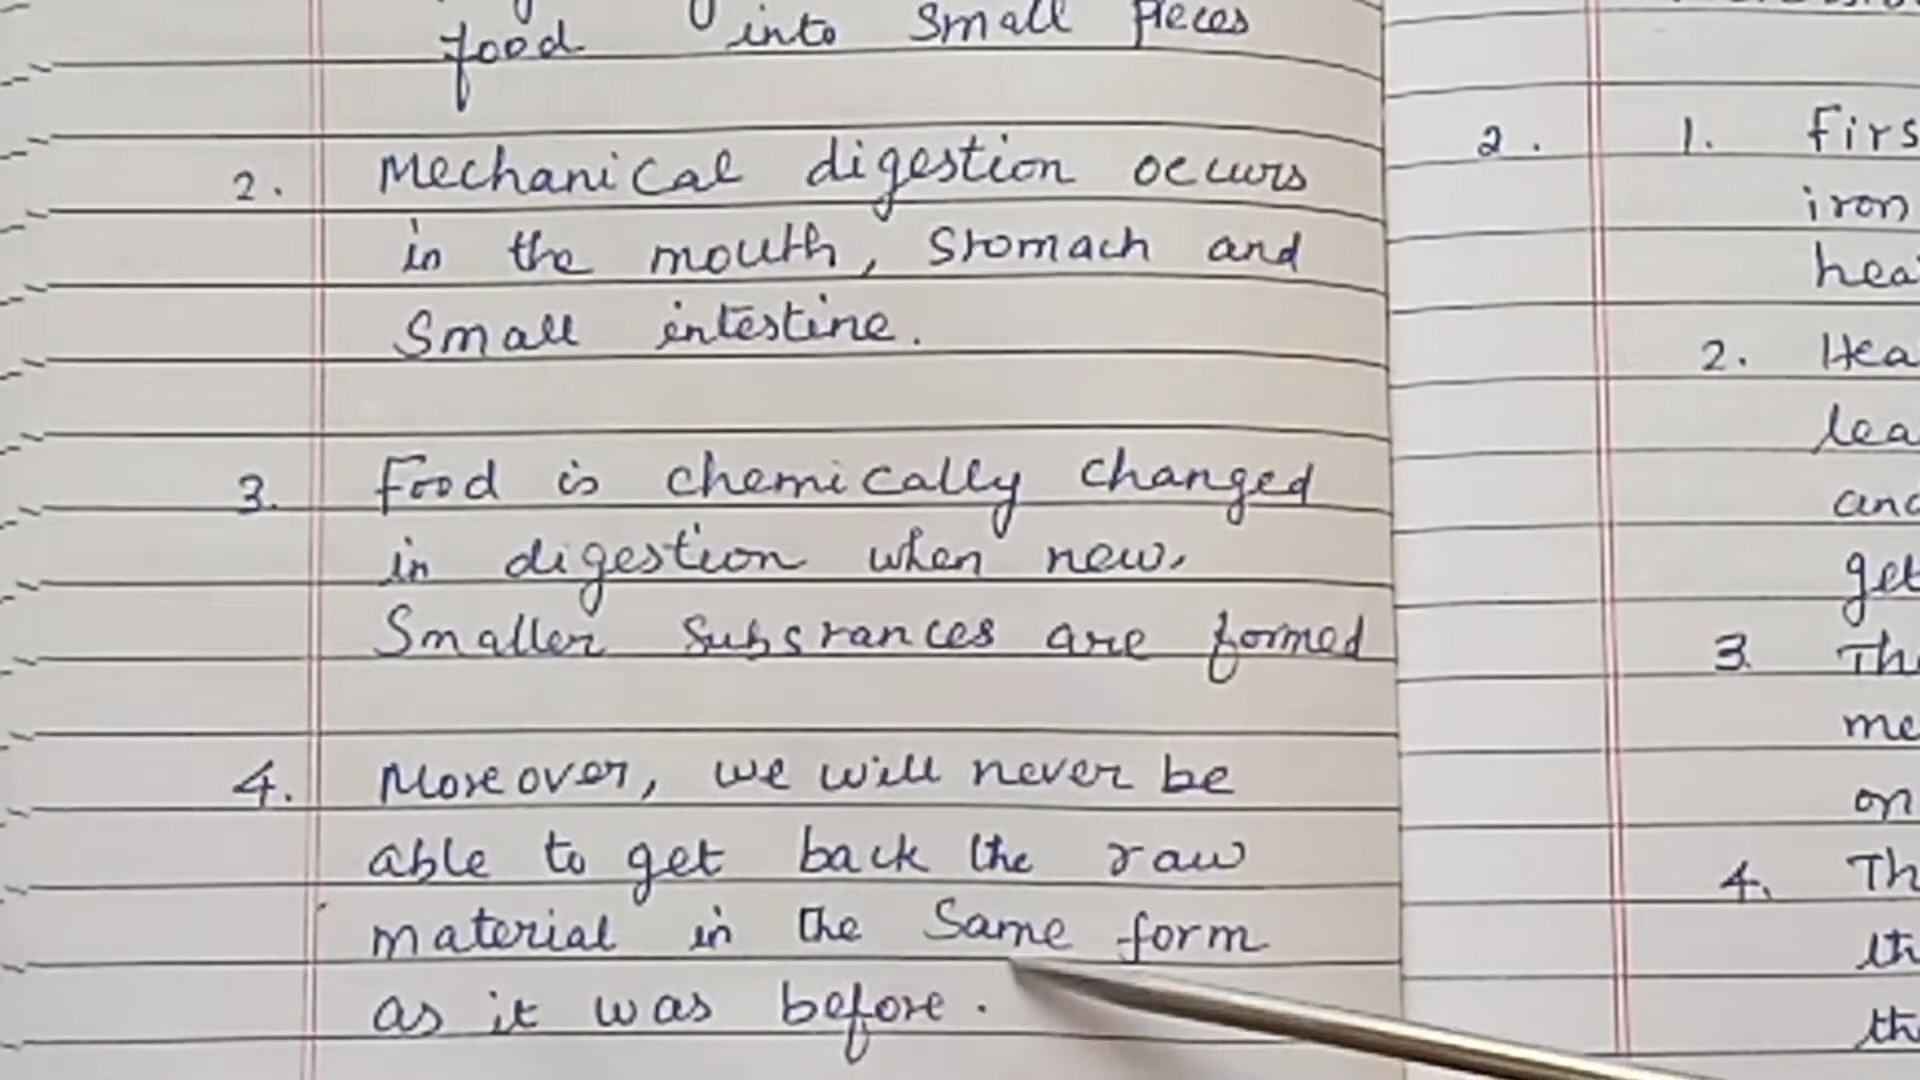 food into small pieces
2. Mechanical digestion occurs
in the mouth, stomach and
small intestine.
3. Food is chemically changed
in digestion when new,
smaller substances are formed
4. Moreover, we will never be
able to get back the raw
material in the same form
as it was before.
2. 1. Firs
iron
hea
2. Hea
lea
and
get
3. The
me
on
4. Th
th
th